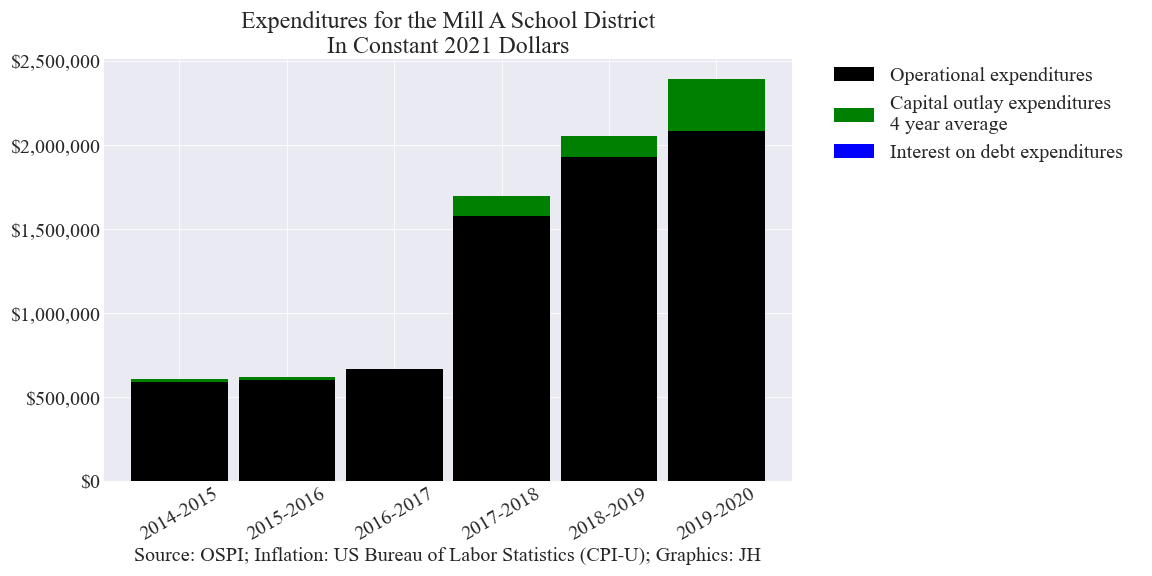 Expenditures for the Mill A School District
In Constant 2021 Dollars
$2,500,000
$2,000,000
$1,500,000
$1,000,000
$500,000
$0
2014-2015
2015-2016
2016-2017
2017-2018
2018-2019
2019-2020
Source: OSPI; Inflation: US Bureau of Labor Statistics (CPI-U); Graphics: JH
Operational expenditures
Capital outlay expenditures
4 year average
Interest on debt expenditures